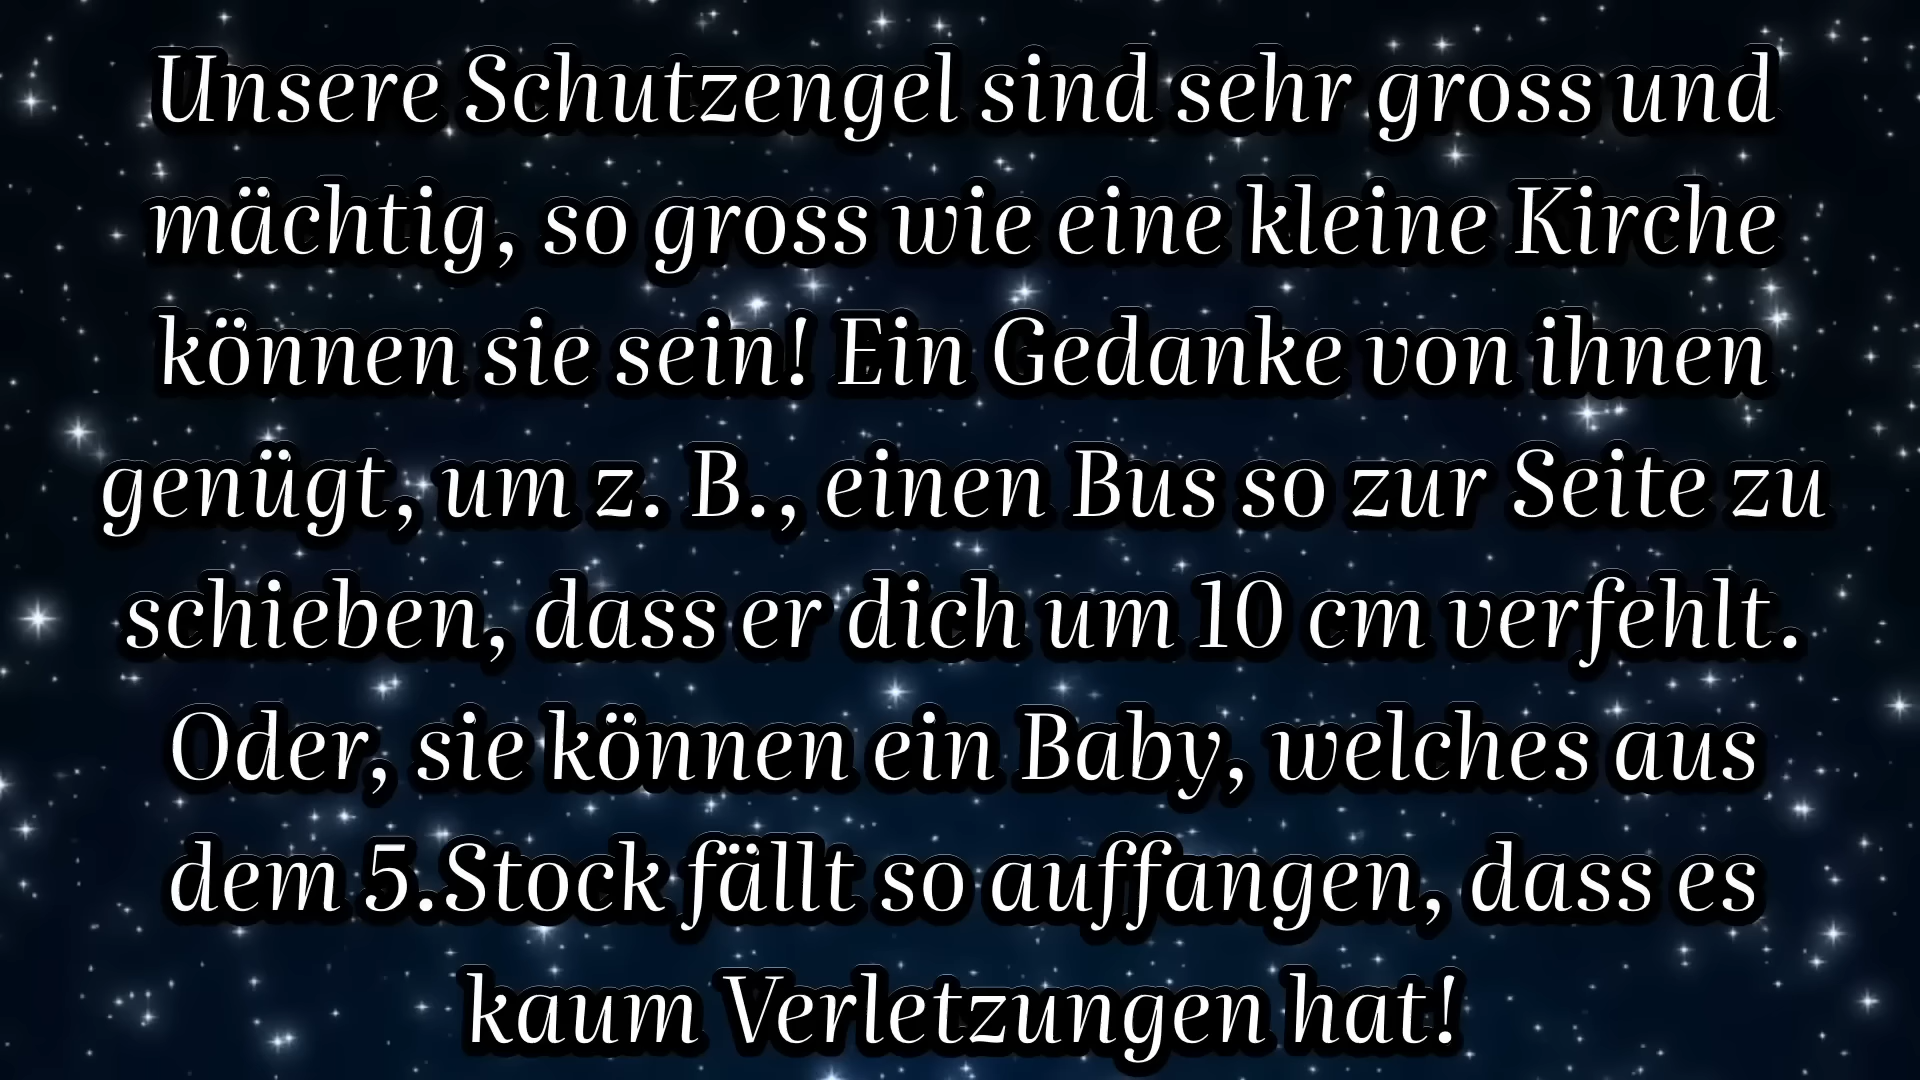 Unsere Schutzengel sind sehr gross und
mächtig, so gross wie eine kleine Kirche
können sie sein! Ein Gedanke von ihnen
genügt, um z. B., einen Bus so zur Seite zu
schieben, dass er dich um 10 cm verfehlt.
Oder, sie können ein Baby, welches aus
dem 5.Stock fällt so auffangen, dass es
kaum Verletzungen hat!